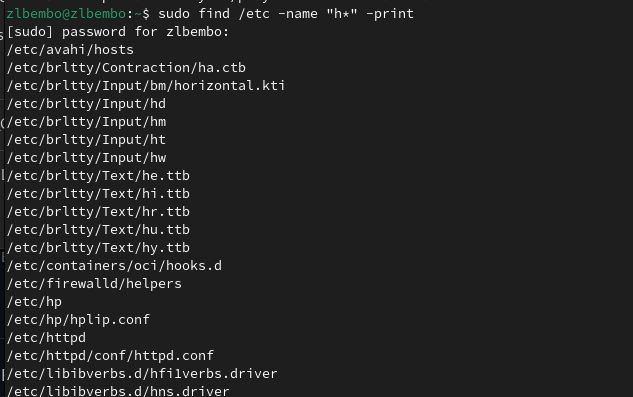 zlbembo@zlbembo:~$ sudo find /etc -name "h*" -print
[sudo] password for zlbembo:
/etc/avahi/hosts
/etc/brltty/Contraction/ha.ctb
/etc/brltty/Input/bm/horizontal.kti
/etc/brltty/Input/hd
/etc/brltty/Input/hm
/etc/brltty/Input/ht
/etc/brltty/Input/hw
/etc/brltty/Text/he.ttb
/etc/brltty/Text/hi.ttb
/etc/brltty/Text/hr.ttb
/etc/brltty/Text/hu.ttb
/etc/brltty/Text/hy.ttb
/etc/containers/oci/hooks.d
/etc/firewalld/helpers
/etc/hp
/etc/hp/hplip.conf
/etc/httpd
/etc/httpd/conf/httpd.conf
/etc/libibverbs.d/hfi1verbs.driver
/etc/libibverbs.d/hns.driver